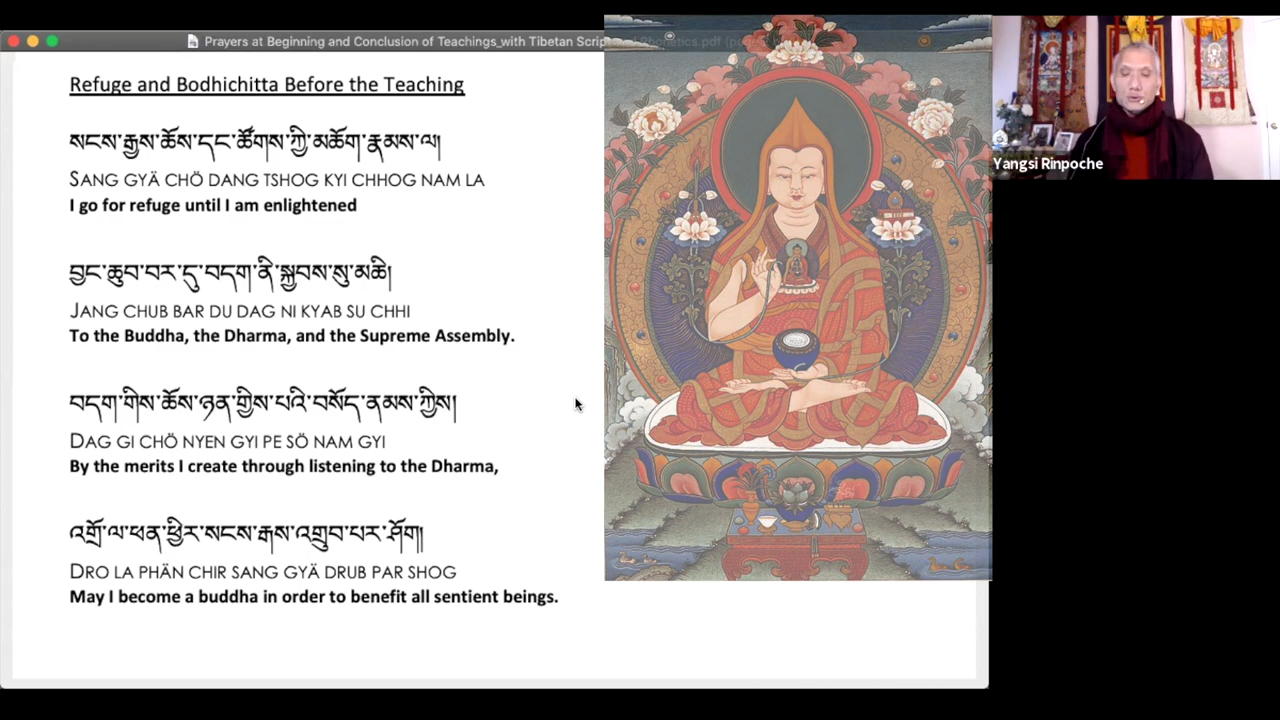 Prayers at Beginning and Conclusion of Teachings_with Tibetan Scrip
Refuge and Bodhichitta Before the Teaching
སངས་རྒྱས་ཆོས་དང་ཚོགས་ཀྱི་མཆོག་རྣམས་ལ།
SANG GYÄ CHÖ DANG TSHOG KYI CHHOG NAM LA
I go for refuge until I am enlightened
བྱང་ཆུབ་བར་དུ་བདག་ནི་སྐྱབས་སུ་མཆི།
JANG CHUB BAR DU DAG NI KYAB SU CHHI
To the Buddha, the Dharma, and the Supreme Assembly.
བདག་གིས་ཆོས་ཉན་གྱིས་པའི་བསོད་ནམས་ཀྱིས།
DAG GI CHÖ NYEN GYI PE SÖ NAM GYI
By the merits I create through listening to the Dharma,
འགྲོ་ལ་ཕན་ཕྱིར་སངས་རྒས་འགྲུབ་པར་ཤོག།
DRO LA PHÄN CHIR SANG GYÄ DRUB PAR SHOG
May I become a buddha in order to benefit all sentient beings.
Yangsi Rinpoche